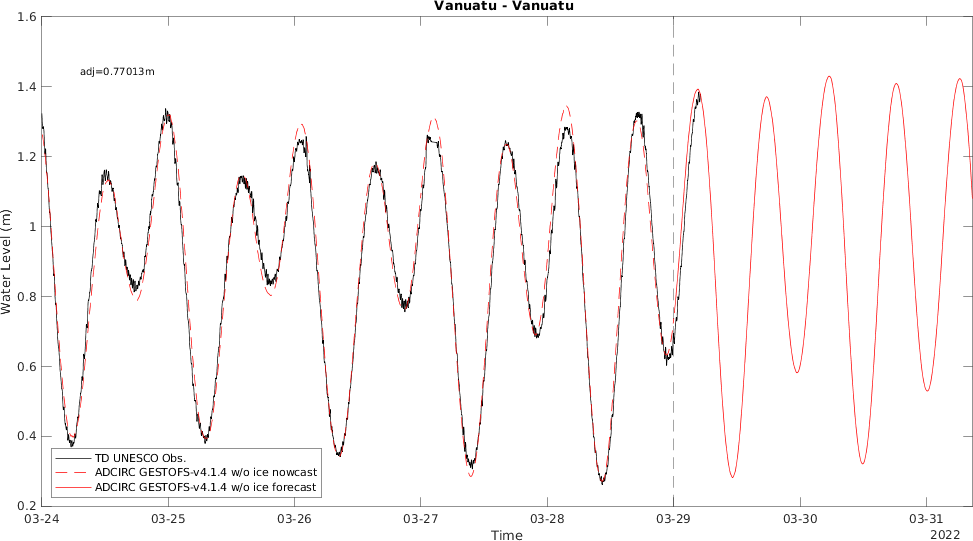 Vanuatu - Vanuatu
1.6
adj=0.77013m
1.4
1.2
1
0.8
0.6
0.4
0.2
Water Level (m)
TD UNESCO Obs.
ADCIRC GESTOFS-v4.1.4 w/o ice nowcast
ADCIRC GESTOFS-v4.1.4 w/o ice forecast
03-24 03-25 03-26 03-27 03-28 03-29 03-30 03-31
Time
2022